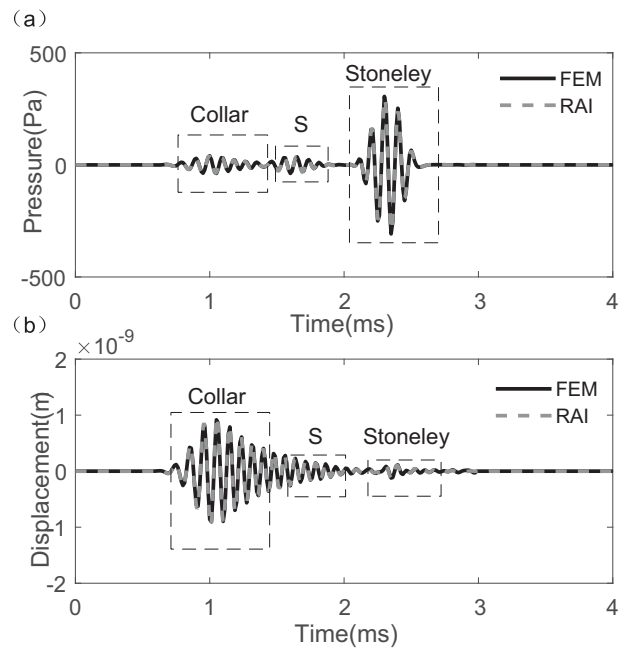 (a)
500
0
-500
Pressure(Pa)
Collar
S
Stoneley
FEM
RAI
0
1
2
3
4
Time(ms)
(b)
×10-9
2
1
0
-1
-2
Displacement(m)
Collar
S
Stoneley
FEM
RAI
0
1
2
3
4
Time(ms)